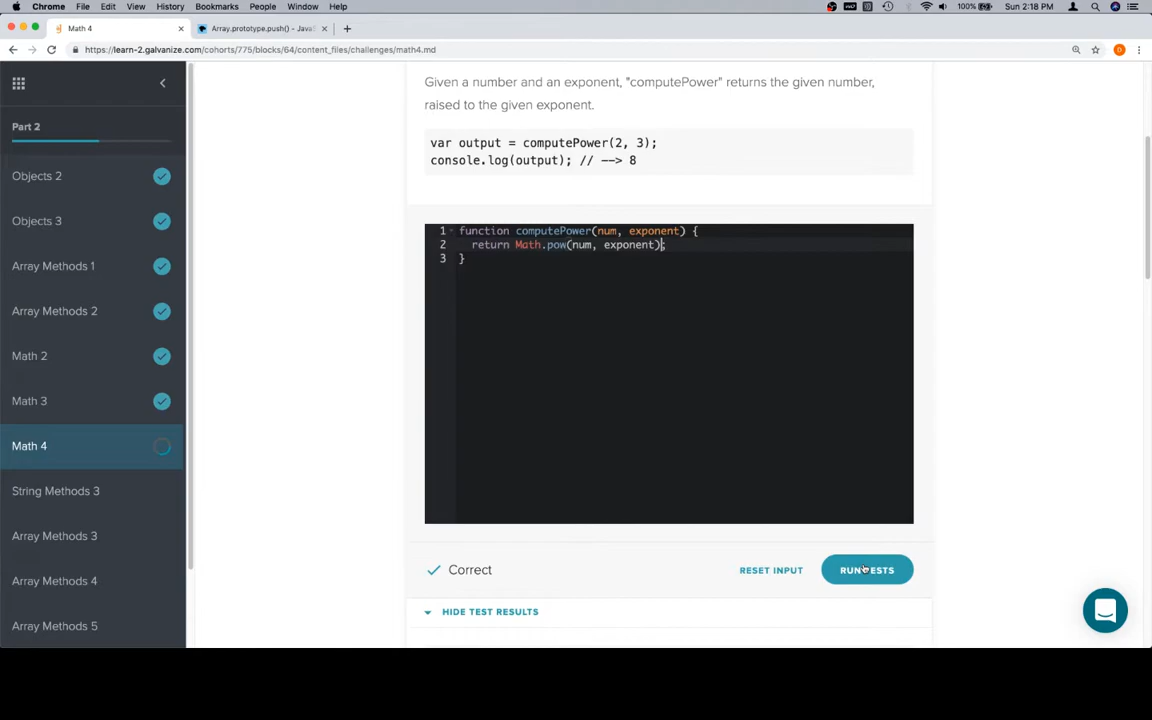 Chrome File Edit View History Bookmarks People Window Help 100% Sun 2:18 PM
Math 4 × Array.prototype.push() - JavaS × +
https://learn-2.galvanize.com/cohorts/775/blocks/64/content_files/challenges/math4.md
Part 2
Objects 2
Objects 3
Array Methods 1
Array Methods 2
Math 2
Math 3
Math 4
String Methods 3
Array Methods 3
Array Methods 4
Array Methods 5
Given a number and an exponent, "computePower" returns the given number,
raised to the given exponent.
var output = computePower(2, 3);
console.log(output); // --> 8
1 function computePower(num, exponent) {
2 return Math.pow(num, exponent);
3 }
Correct
RESET INPUT
RUN TESTS
HIDE TEST RESULTS